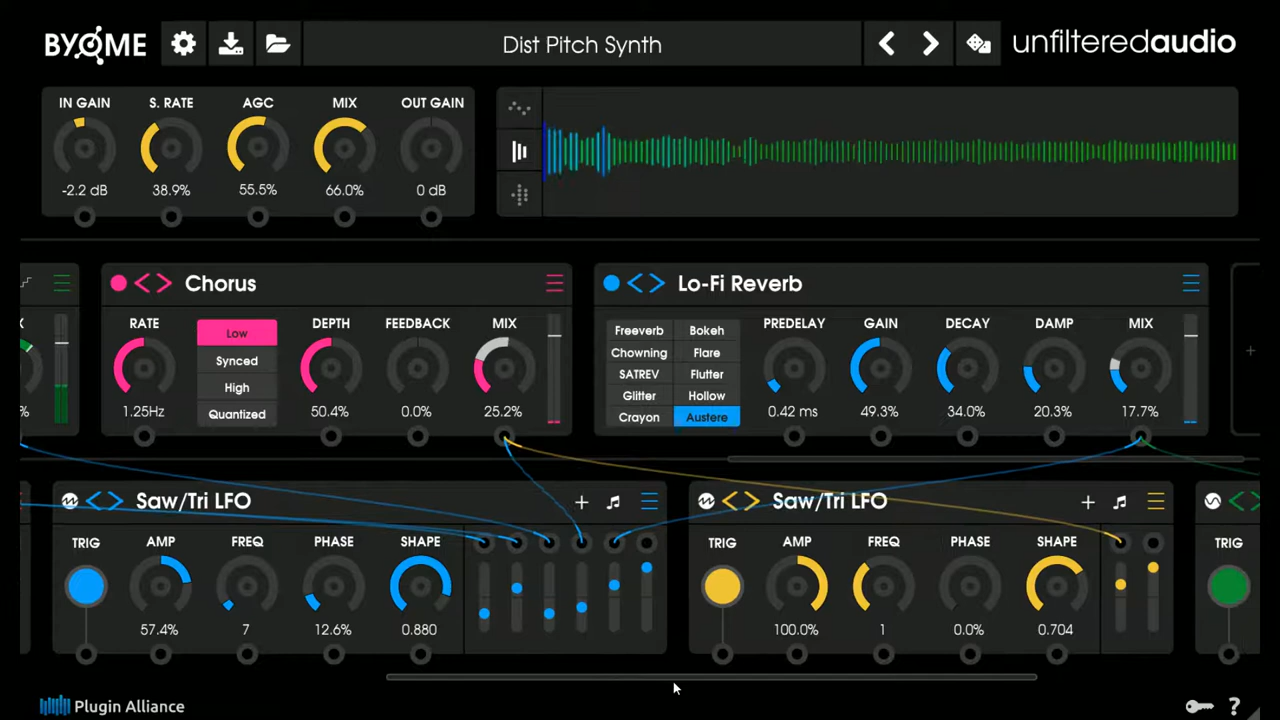 BYOME
Dist Pitch Synth
unfilteredaudio
IN GAIN S. RATE AGC MIX OUT GAIN
-2.2 dB 38.9% 55.5% 66.0% 0 dB
Chorus
RATE DEPTH FEEDBACK MIX
Low
Synced
High
Quantized
1.25Hz 50.4% 0.0% 25.2%
Lo-Fi Reverb
PREDELAY GAIN DECAY DAMP MIX
Freeverb Bokeh
Chowning Flare
SATREV Flutter
Glitter Hollow
Crayon Austere
0.42 ms 49.3% 34.0% 20.3% 17.7%
X
%
Saw/Tri LFO
TRIG AMP FREQ PHASE SHAPE
57.4% 7 12.6% 0.880
Saw/Tri LFO
TRIG AMP FREQ PHASE SHAPE
100.0% 1 0.0% 0.704
TRIG
Plugin Alliance
?